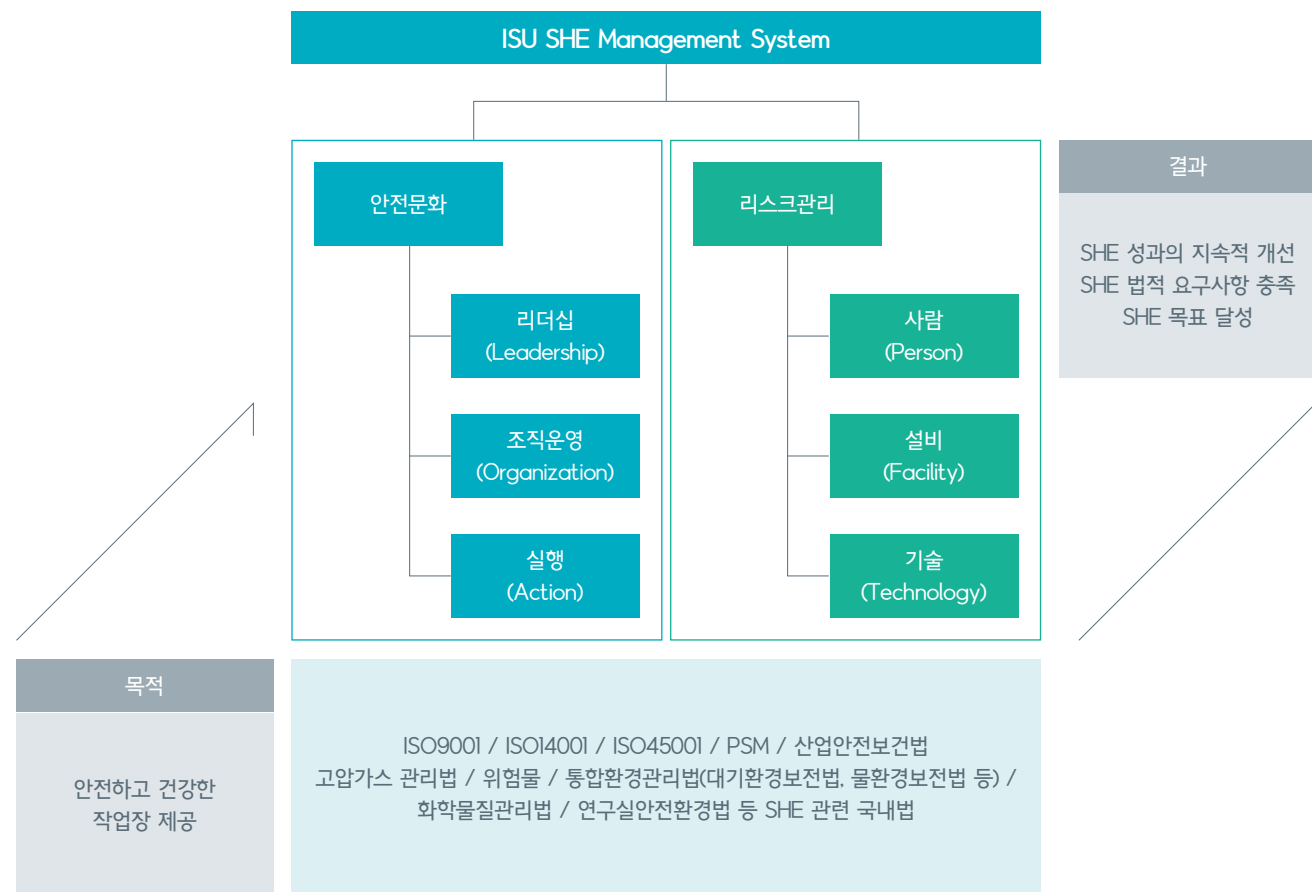 ISU SHE Management System
안전문화
리더십
(Leadership)
조직운영
(Organization)
실행
(Action)
리스크관리
사람
(Person)
설비
(Facility)
기술
(Technology)
결과
SHE 성과의 지속적 개선
SHE 법적 요구사항 충족
SHE 목표 달성
목적
안전하고 건강한
작업장 제공
ISO9001 / ISO14001 / ISO45001 / PSM / 산업안전보건법
고압가스 관리법 / 위험물 / 통합환경관리법(대기환경보전법, 물환경보전법 등) /
화학물질관리법 / 연구실안전환경법 등 SHE 관련 국내법